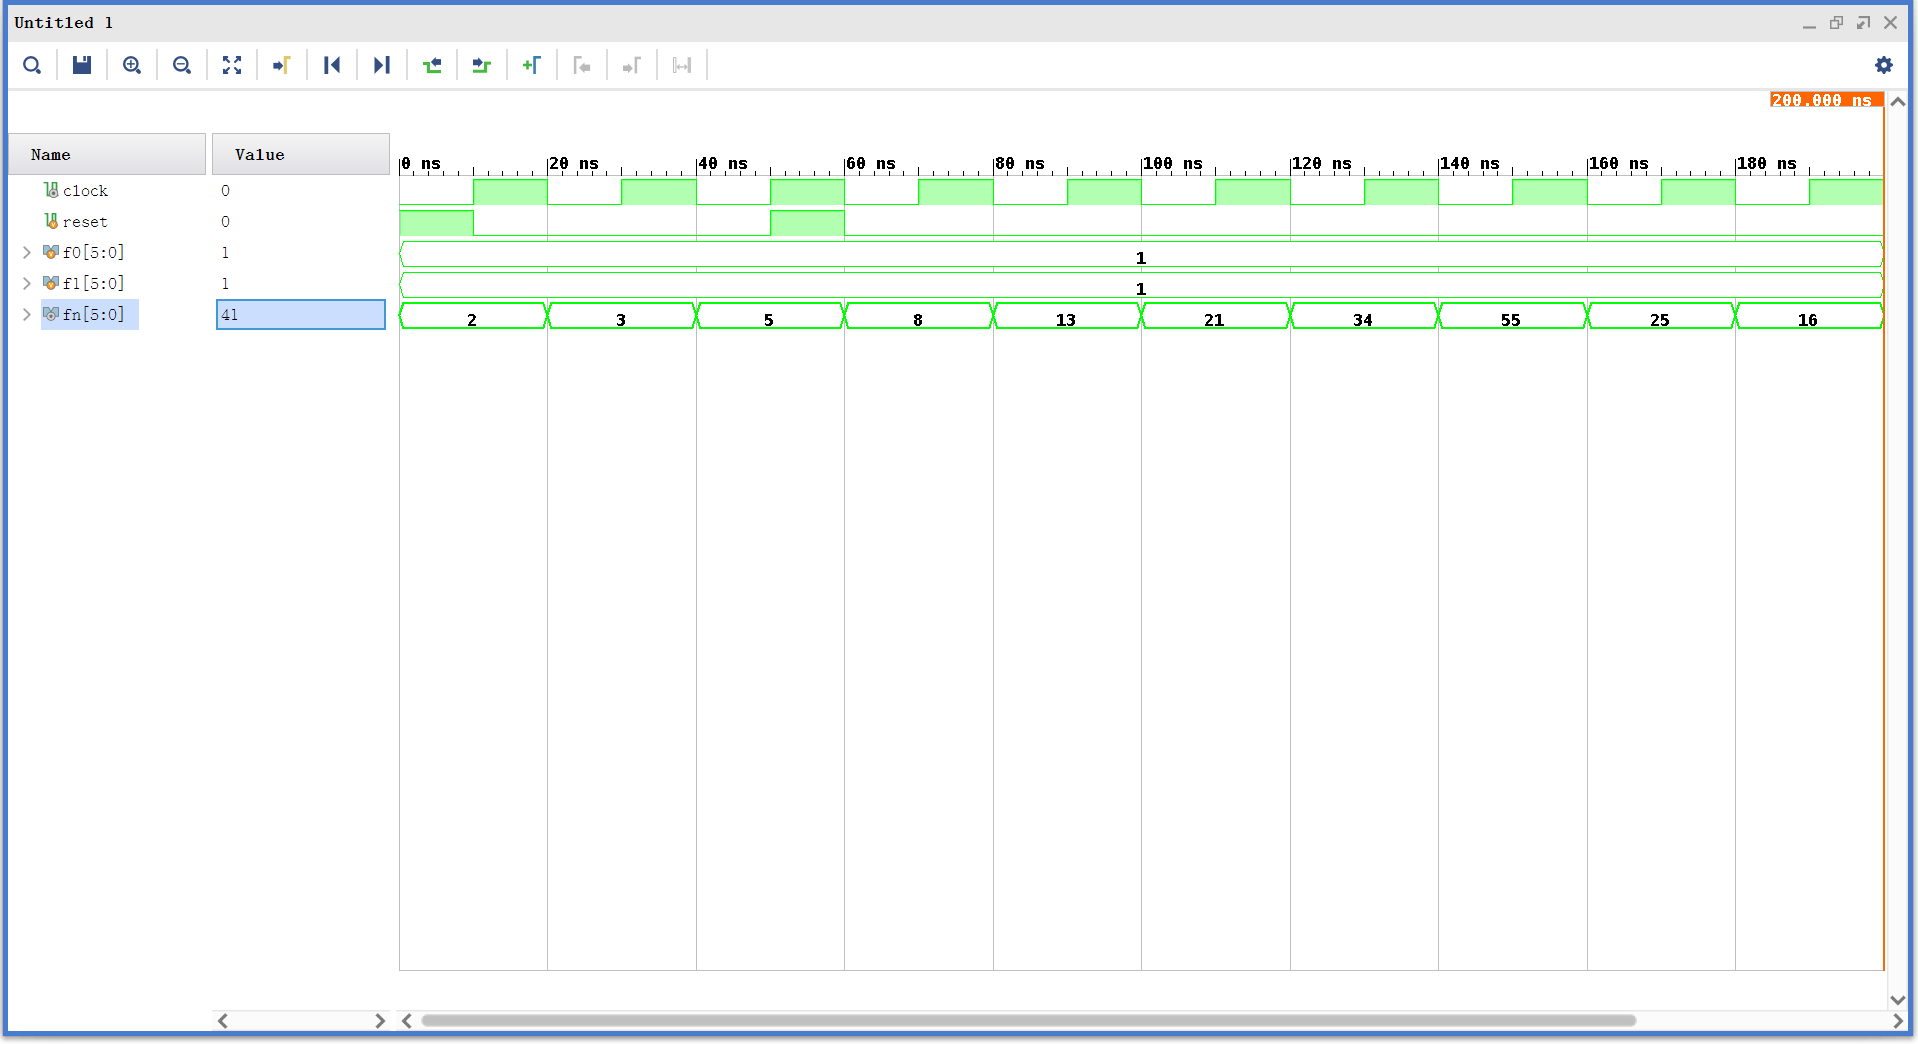 Untitled 1
200.000 ns
Name Value
0 ns 20 ns 40 ns 60 ns 80 ns 100 ns 120 ns 140 ns 160 ns 180 ns
clock 0
reset 0
f0[5:0] 1 1
f1[5:0] 1 1
fn[5:0] 41 2 3 5 8 13 21 34 55 25 16